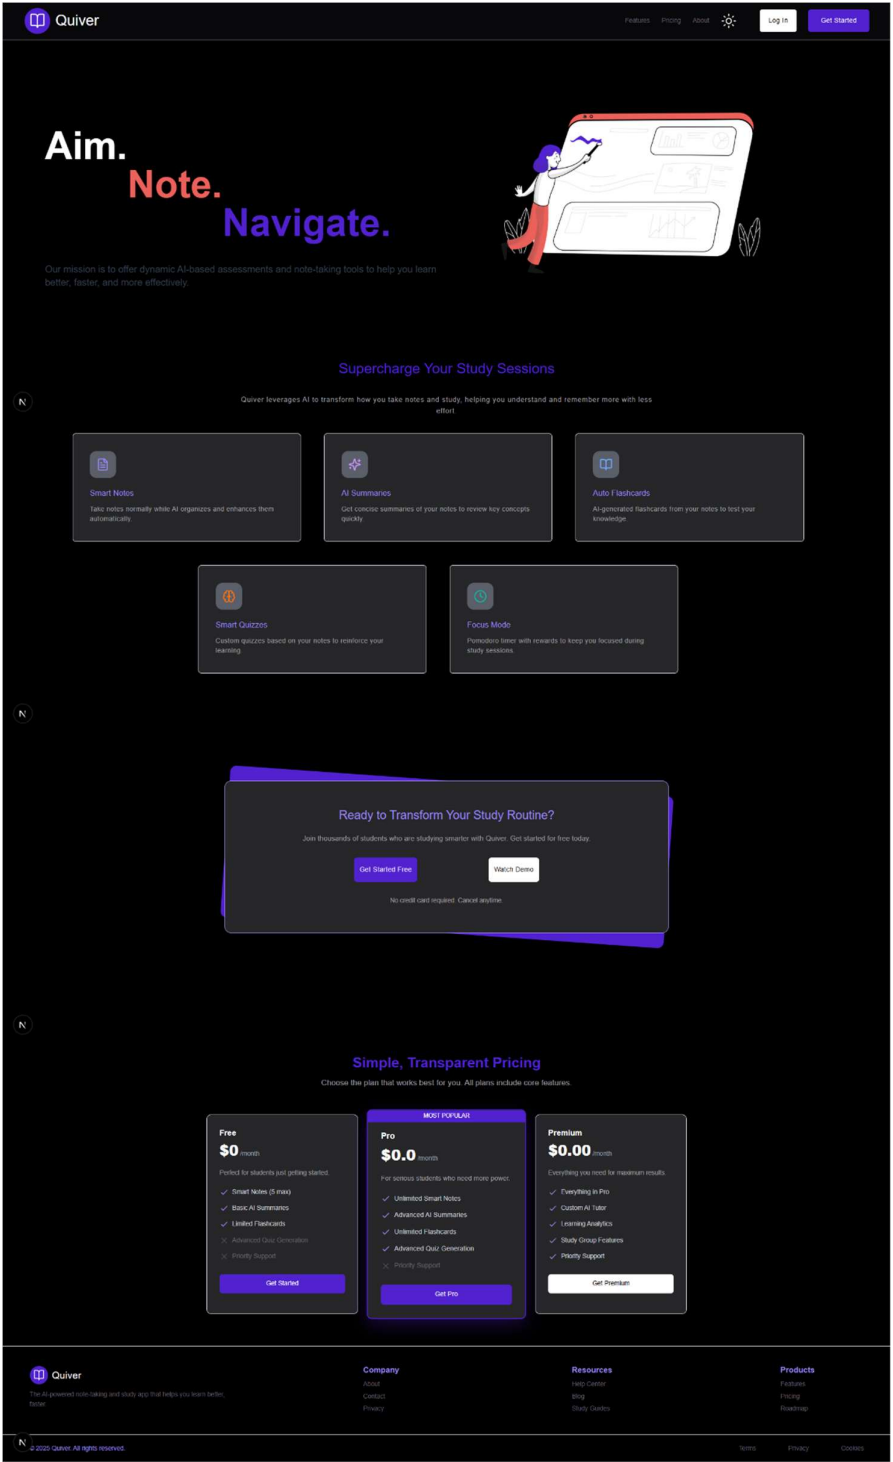 Quiver
Features Pricing About Log In Get Started
Aim.
Note.
Navigate.
Our mission is to offer dynamic AI-based assessments and note-taking tools to help you learn
better, faster, and more effectively.
Supercharge Your Study Sessions
Quiver leverages AI to transform how you take notes and study, helping you understand and remember more with less
effort
N
Smart Notes
Take notes normally while AI organizes and enhances them
automatically.
AI Summaries
Get concise summaries of your notes to review key concepts
quickly.
Auto Flashcards
AI-generated flashcards from your notes to test your
knowledge.
Smart Quizzes
Custom quizzes based on your notes to reinforce your
learning.
Focus Mode
Pomodoro timer with rewards to keep you focused during
study sessions.
N
Ready to Transform Your Study Routine?
Join thousands of students who are studying smarter with Quiver. Get started for free today.
Get Started Free
Watch Demo
No credit card required. Cancel anytime.
N
Simple, Transparent Pricing
Choose the plan that works best for you. All plans include core features.
Free
$0 /month
Perfect for students just getting started.
Smart Notes (5 max)
Basic AI Summaries
Limited Flashcards
Advanced Quiz Generation
Priority Support
Get Started
MOST POPULAR
Pro
$0.0 /month
For serious students who need more power.
Unlimited Smart Notes
Advanced AI Summaries
Unlimited Flashcards
Advanced Quiz Generation
Priority Support
Get Pro
Premium
$0.00 /month
Everything you need for maximum results.
Everything in Pro
Custom AI Tutor
Learning Analytics
Study Group Features
Priority Support
Get Premium
Quiver
The AI-powered note-taking and study app that helps you learn better,
faster.
Company
About
Contact
Privacy
Resources
Help Center
Blog
Study Guides
Products
Features
Pricing
Roadmap
N
© 2025 Quiver. All rights reserved.
Terms Privacy Cookies